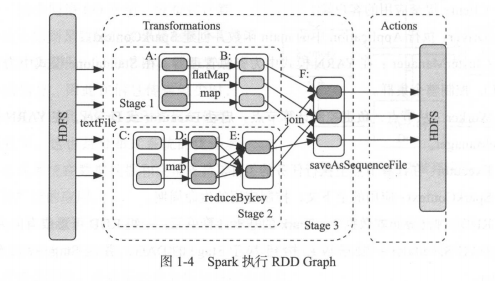 Transformations
Actions
A:
B:
F:
flatMap
map
Stage 1
HDFS
textFile
join
HDFS
C:
D:
E:
map
reduceBykey
saveAsSequenceFile
Stage 2
Stage 3
图 1-4 Spark 执行 RDD Graph